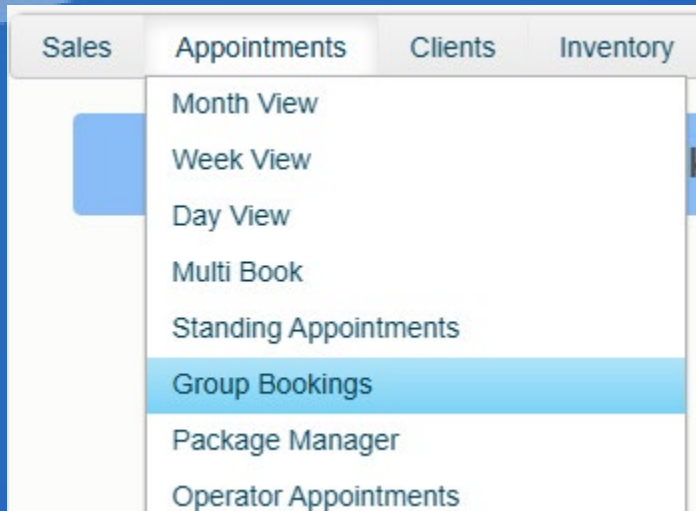 Sales Appointments Clients Inventory
Month View
Week View
Day View
Multi Book
Standing Appointments
Group Bookings
Package Manager
Operator Appointments